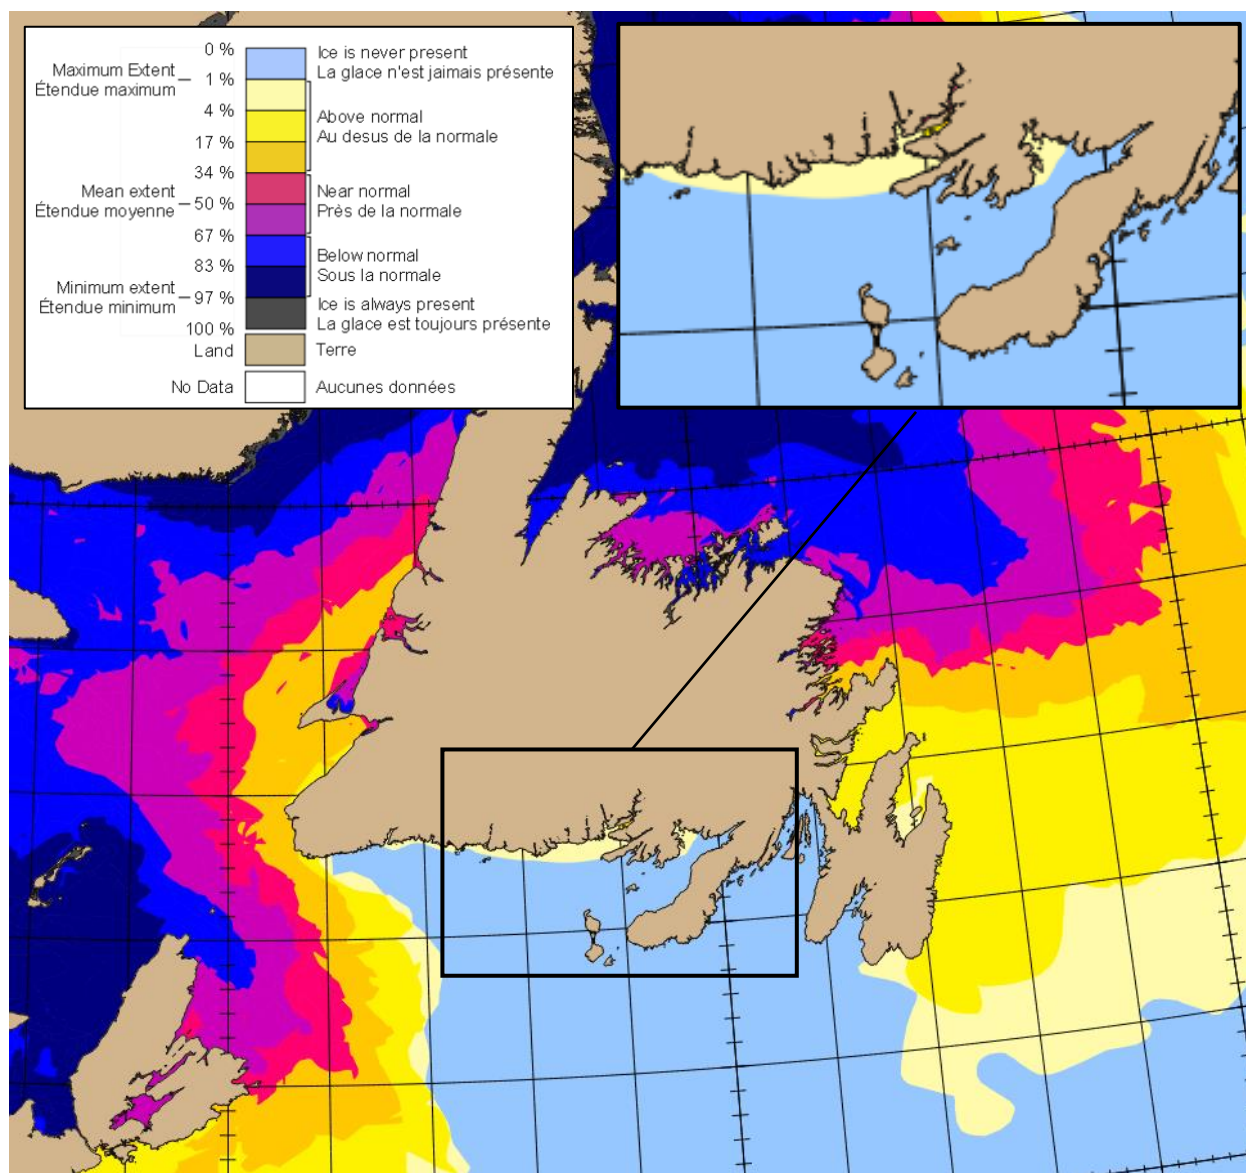 0 %
Maximum Extent
Étendue maximum
1 %
4 %
17 %
34 %
Mean extent
Étendue moyenne
50 %
67 %
83 %
Minimum extent
Étendue minimum
97 %
100 %
Land
No Data
Ice is never present
La glace n'est jamais présente
Above normal
Au desus de la normale
Near normal
Près de la normale
Below normal
Sous la normale
Ice is always present
La glace est toujours présente
Terre
Aucunes données